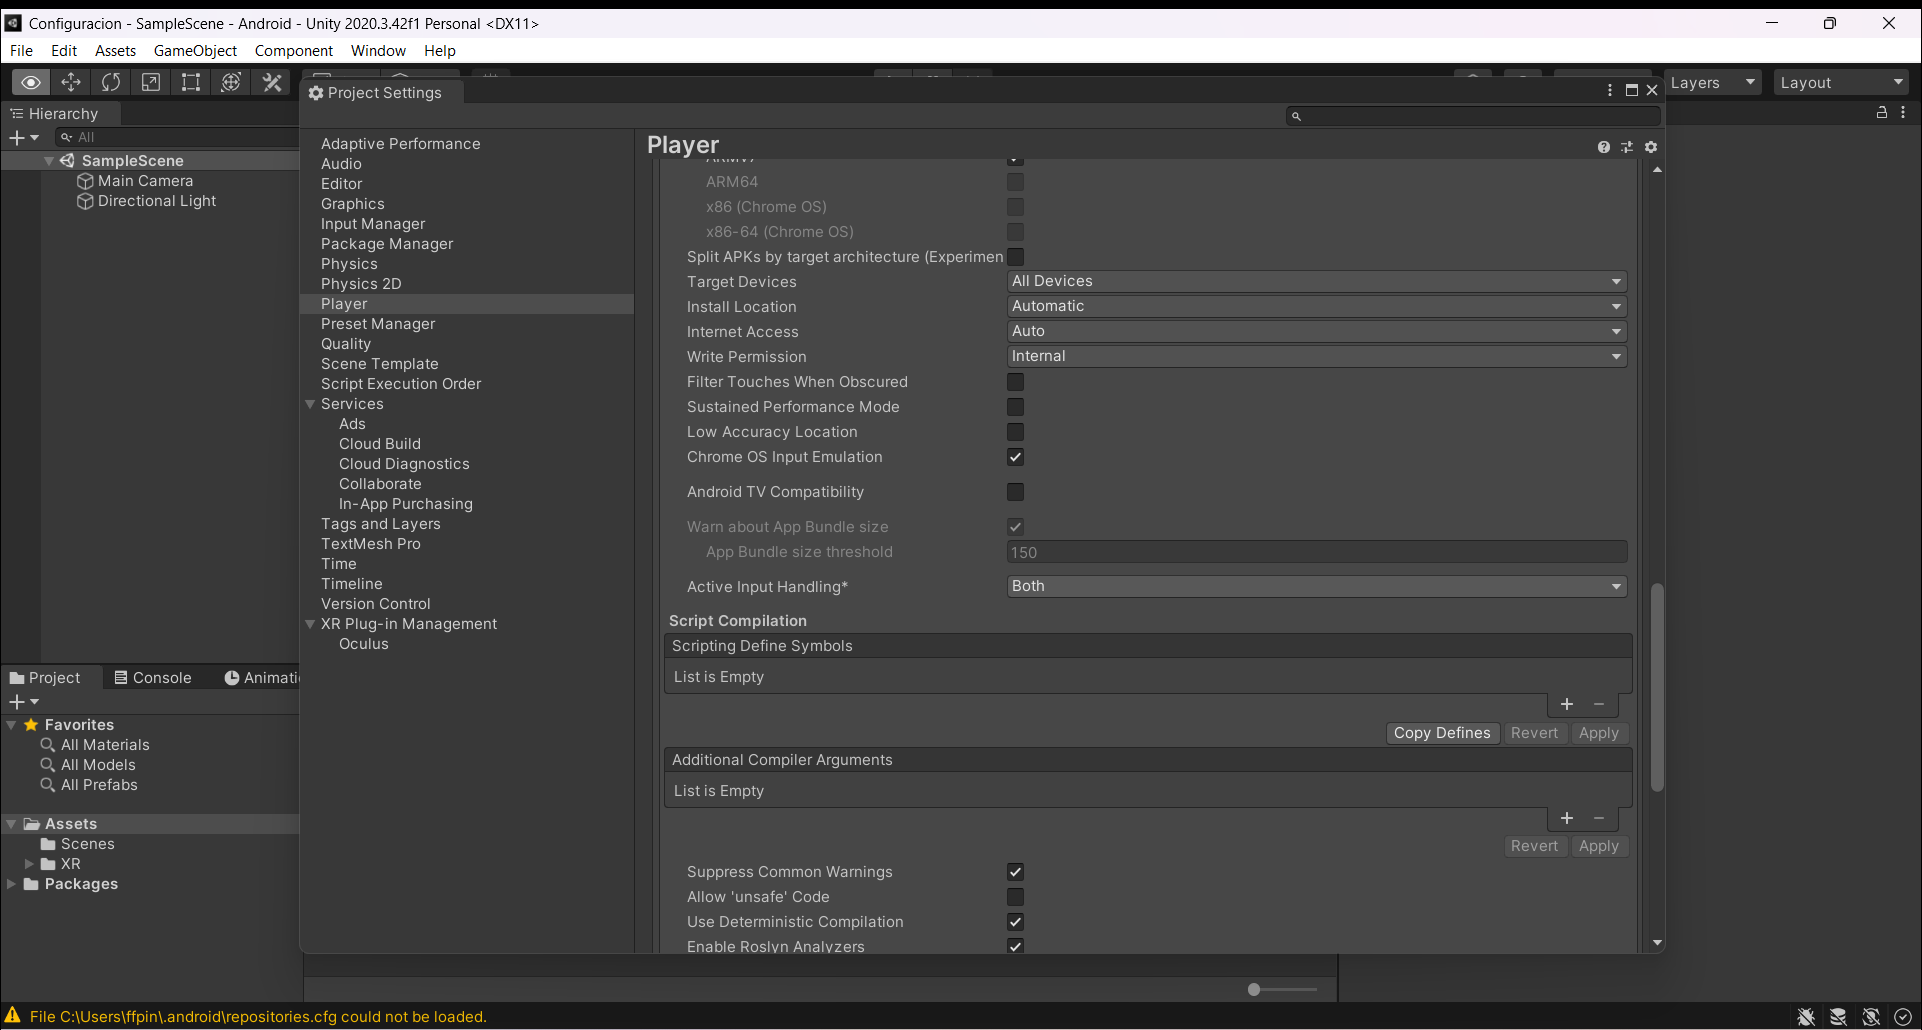 Configuracion - SampleScene - Android - Unity 2020.3.42f1 Personal <DX11>
File Edit Assets GameObject Component Window Help
Layers
Layout
Hierarchy
All
SampleScene
Main Camera
Directional Light
Project Settings
Adaptive Performance
Audio
Editor
Graphics
Input Manager
Package Manager
Physics
Physics 2D
Player
Preset Manager
Quality
Scene Template
Script Execution Order
Services
Ads
Cloud Build
Cloud Diagnostics
Collaborate
In-App Purchasing
Tags and Layers
TextMesh Pro
Time
Timeline
Version Control
XR Plug-in Management
Oculus
Player
ARMv7
ARM64
x86 (Chrome OS)
x86-64 (Chrome OS)
Split APKs by target architecture (Experimen
Target Devices All Devices
Install Location Automatic
Internet Access Auto
Write Permission Internal
Filter Touches When Obscured
Sustained Performance Mode
Low Accuracy Location
Chrome OS Input Emulation
Android TV Compatibility
Warn about App Bundle size
App Bundle size threshold 150
Active Input Handling* Both
Script Compilation
Scripting Define Symbols
List is Empty
Copy Defines Revert Apply
Additional Compiler Arguments
List is Empty
Revert Apply
Suppress Common Warnings
Allow 'unsafe' Code
Use Deterministic Compilation
Enable Roslyn Analyzers
Project Console Animati
Favorites
All Materials
All Models
All Prefabs
Assets
Scenes
XR
Packages
File C:\Users\ffpin\.android\repositories.cfg could not be loaded.